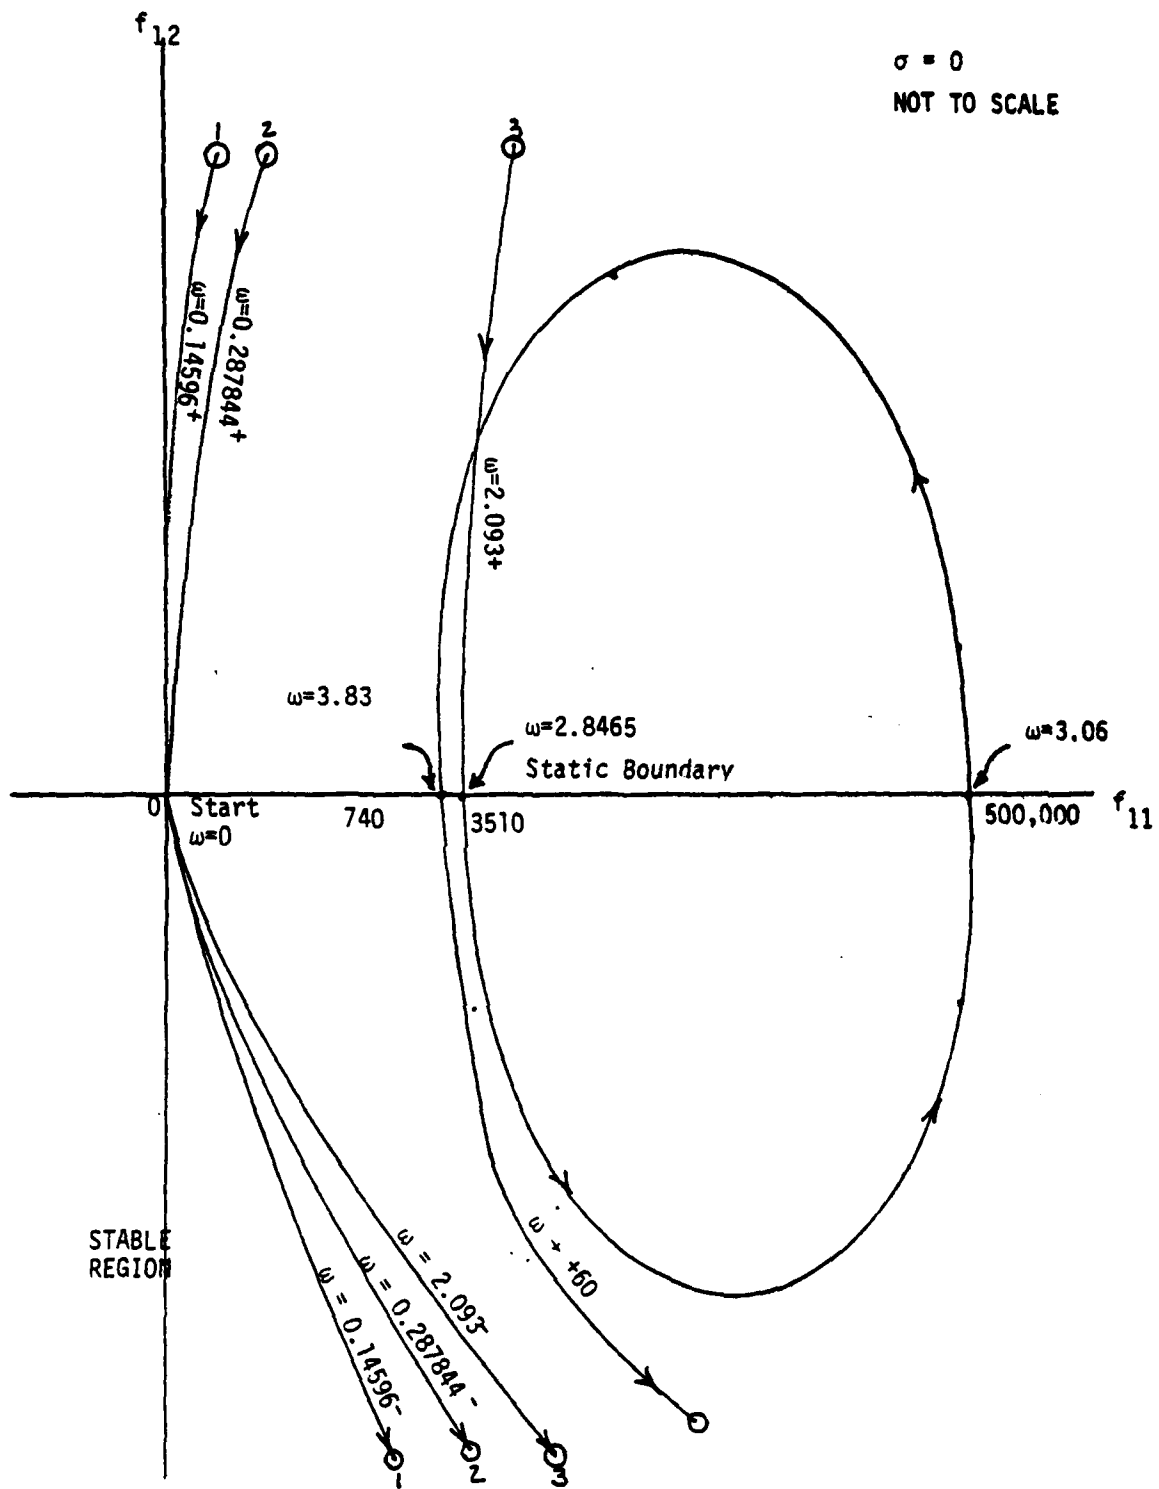 f12
σ = 0
NOT TO SCALE
1
2
3
ω=0.14596+
ω=0.287844+
ω=2.093+
ω=3.83
ω=2.8465
Static Boundary
ω=3.06
0
Start
ω=0
740
3510
500,000
f11
STABLE
REGION
ω = 0.14596-
ω = 0.287844-
ω = 2.093-
ω → +60
1
2
3